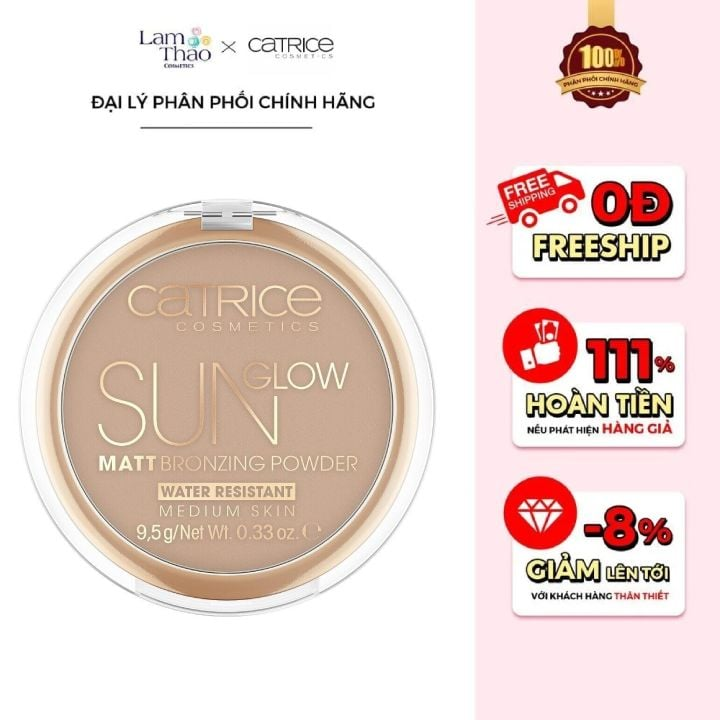 Lam
Thảo
COSMETICS
×
CATRICE
COSMETICS
ĐẠI LÝ PHÂN PHỐI CHÍNH HÃNG
CATRICE
COSMETICS
SUN GLOW
MATT BRONZING POWDER
WATER RESISTANT
MEDIUM SKIN
9,5 g/Net Wt. 0.33 oz. ℮
100%
PHÂN PHỐI CHÍNH HÃNG
FREE
SHIPPING
0Đ
FREESHIP
111%
HOÀN TIỀN
NẾU PHÁT HIỆN HÀNG GIẢ
-8%
GIẢM LÊN TỚI
VỚI KHÁCH HÀNG THÂN THIẾT